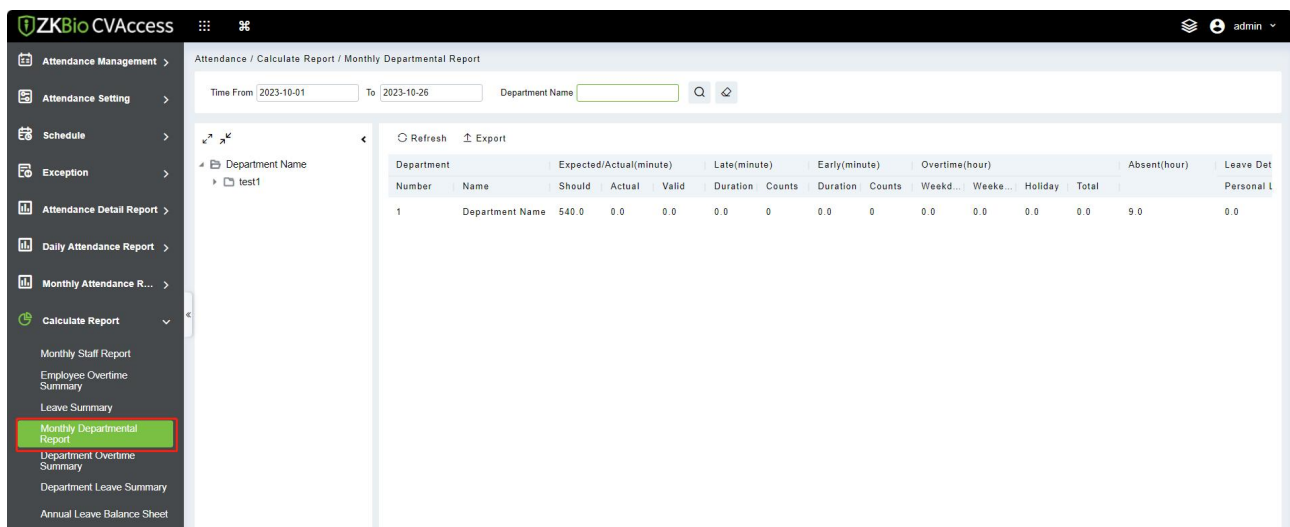 ZKBio CVAccess
admin
Attendance Management
Attendance Setting
Schedule
Exception
Attendance Detail Report
Daily Attendance Report
Monthly Attendance R...
Calculate Report
Monthly Staff Report
Employee Overtime
Summary
Leave Summary
Monthly Departmental
Report
Department Overtime
Summary
Department Leave Summary
Annual Leave Balance Sheet
Attendance / Calculate Report / Monthly Departmental Report
Time From 2023-10-01 To 2023-10-26 Department Name
Department Name
test1
Refresh Export
Department Expected/Actual(minute) Late(minute) Early(minute) Overtime(hour) Absent(hour) Leave Det
Number Name Should Actual Valid Duration Counts Duration Counts Weekd... Weeke... Holiday Total Personal L
1 Department Name 540.0 0.0 0.0 0.0 0 0.0 0 0.0 0.0 0.0 0.0 9.0 0.0